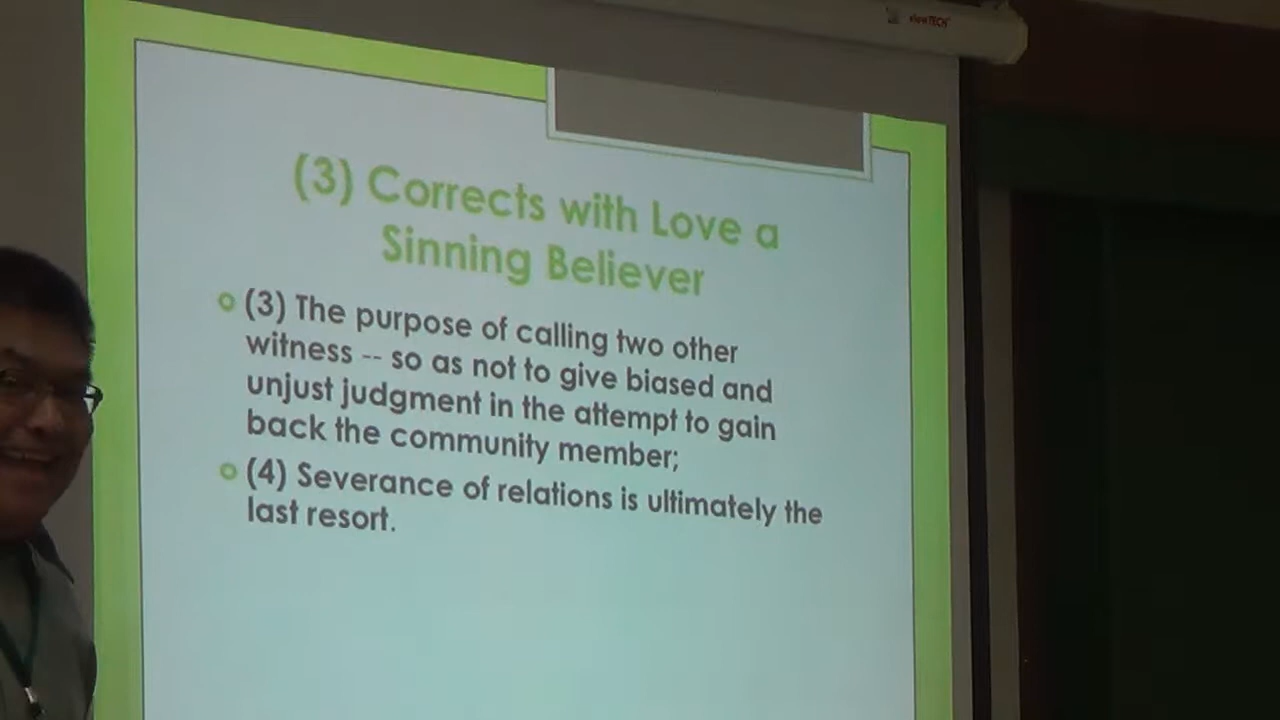 viewTECH
(3) Corrects with Love a
Sinning Believer
(3) The purpose of calling two other
witness -- so as not to give biased and
unjust judgment in the attempt to gain
back the community member;
(4) Severance of relations is ultimately the
last resort.